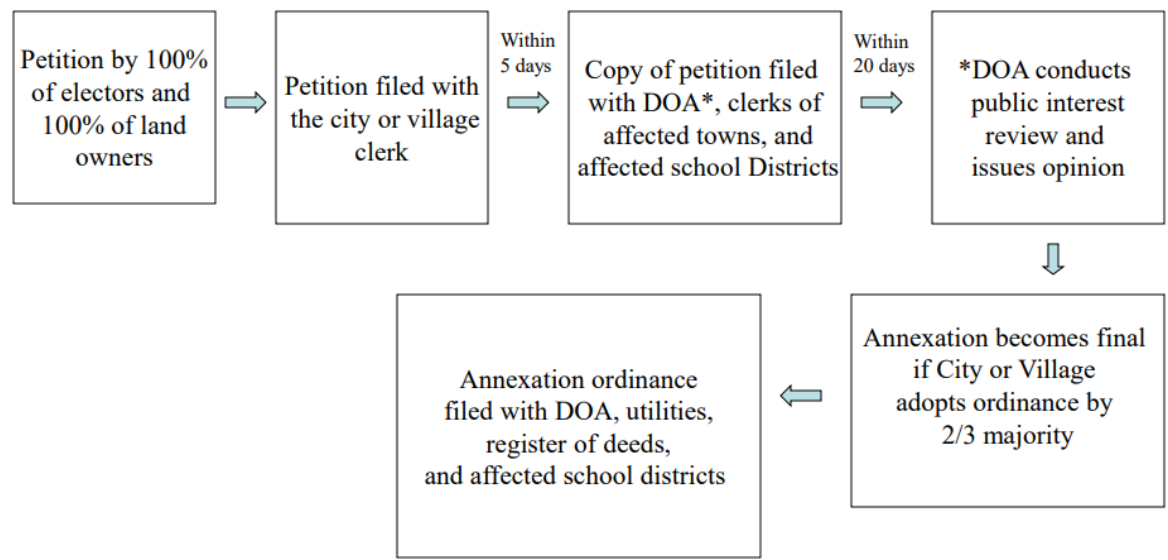 Petition by 100%
of electors and
100% of land
owners
Petition filed with
the city or village
clerk
Within
5 days
Copy of petition filed
with DOA*, clerks of
affected towns, and
affected school Districts
Within
20 days
*DOA conducts
public interest
review and
issues opinion
Annexation becomes final
if City or Village
adopts ordinance by
2/3 majority
Annexation ordinance
filed with DOA, utilities,
register of deeds,
and affected school districts